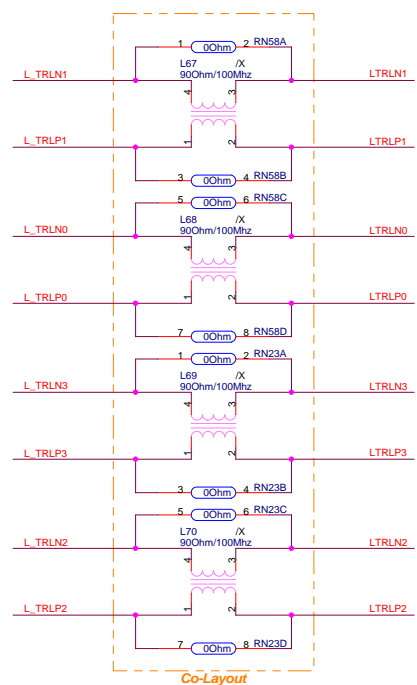 1 0Ohm 2 RN58A
L67 /X
L_TRLN1 90Ohm/100Mhz LTRLN1
4 3
L_TRLP1 1 2 LTRLP1
3 0Ohm 4 RN58B
5 0Ohm 6 RN58C
L68 /X
L_TRLN0 90Ohm/100Mhz LTRLN0
4 3
L_TRLP0 1 2 LTRLP0
7 0Ohm 8 RN58D
1 0Ohm 2 RN23A
L69 /X
L_TRLN3 90Ohm/100Mhz LTRLN3
4 3
L_TRLP3 1 2 LTRLP3
3 0Ohm 4 RN23B
5 0Ohm 6 RN23C
L70 /X
L_TRLN2 90Ohm/100Mhz LTRLN2
4 3
L_TRLP2 1 2 LTRLP2
7 0Ohm 8 RN23D
Co-Layout